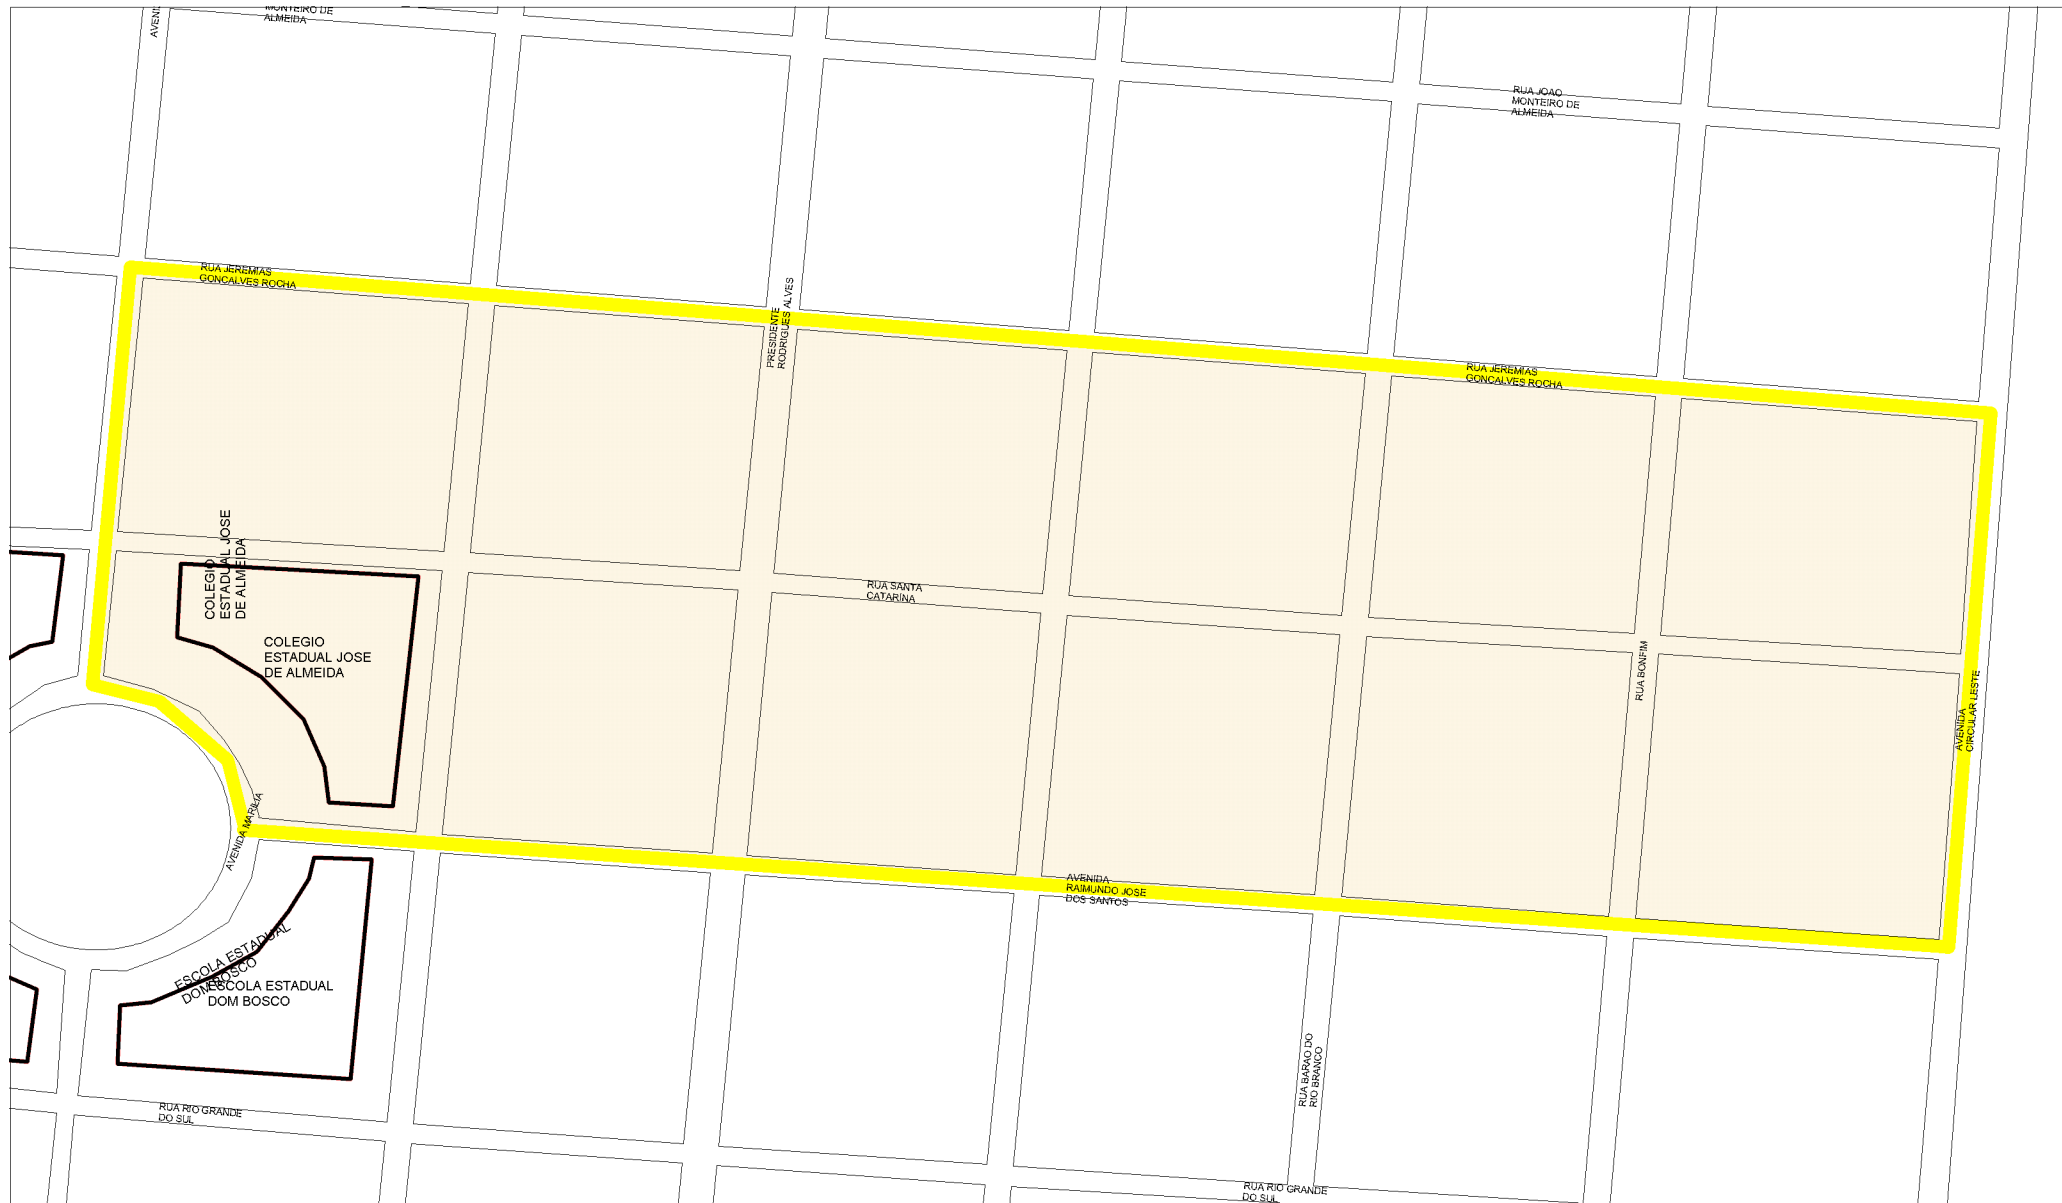 AVENI
MONTEIRO DE
ALMEIDA
RUA JOAO
MONTEIRO DE
ALMEIDA
RUA JEREMIAS
GONCALVES ROCHA
PRESIDENTE
RODRIGUES ALVES
RUA JEREMIAS
GONCALVES ROCHA
COLEGIO
ESTADUAL JOSE
DE ALMEIDA
RUA SANTA
CATARINA
COLEGIO
ESTADUAL JOSE
DE ALMEIDA
RUA BONFIM
AVENIDA
CIRCULAR LESTE
AVENIDA MARILIA
AVENIDA
RAIMUNDO JOSE
DOS SANTOS
ESCOLA ESTADUAL
DOM BOSCO
ESCOLA ESTADUAL
DOM BOSCO
RUA BARAO DO
RIO BRANCO
RUA RIO GRANDE
DO SUL
RUA RIO GRANDE
DO SUL